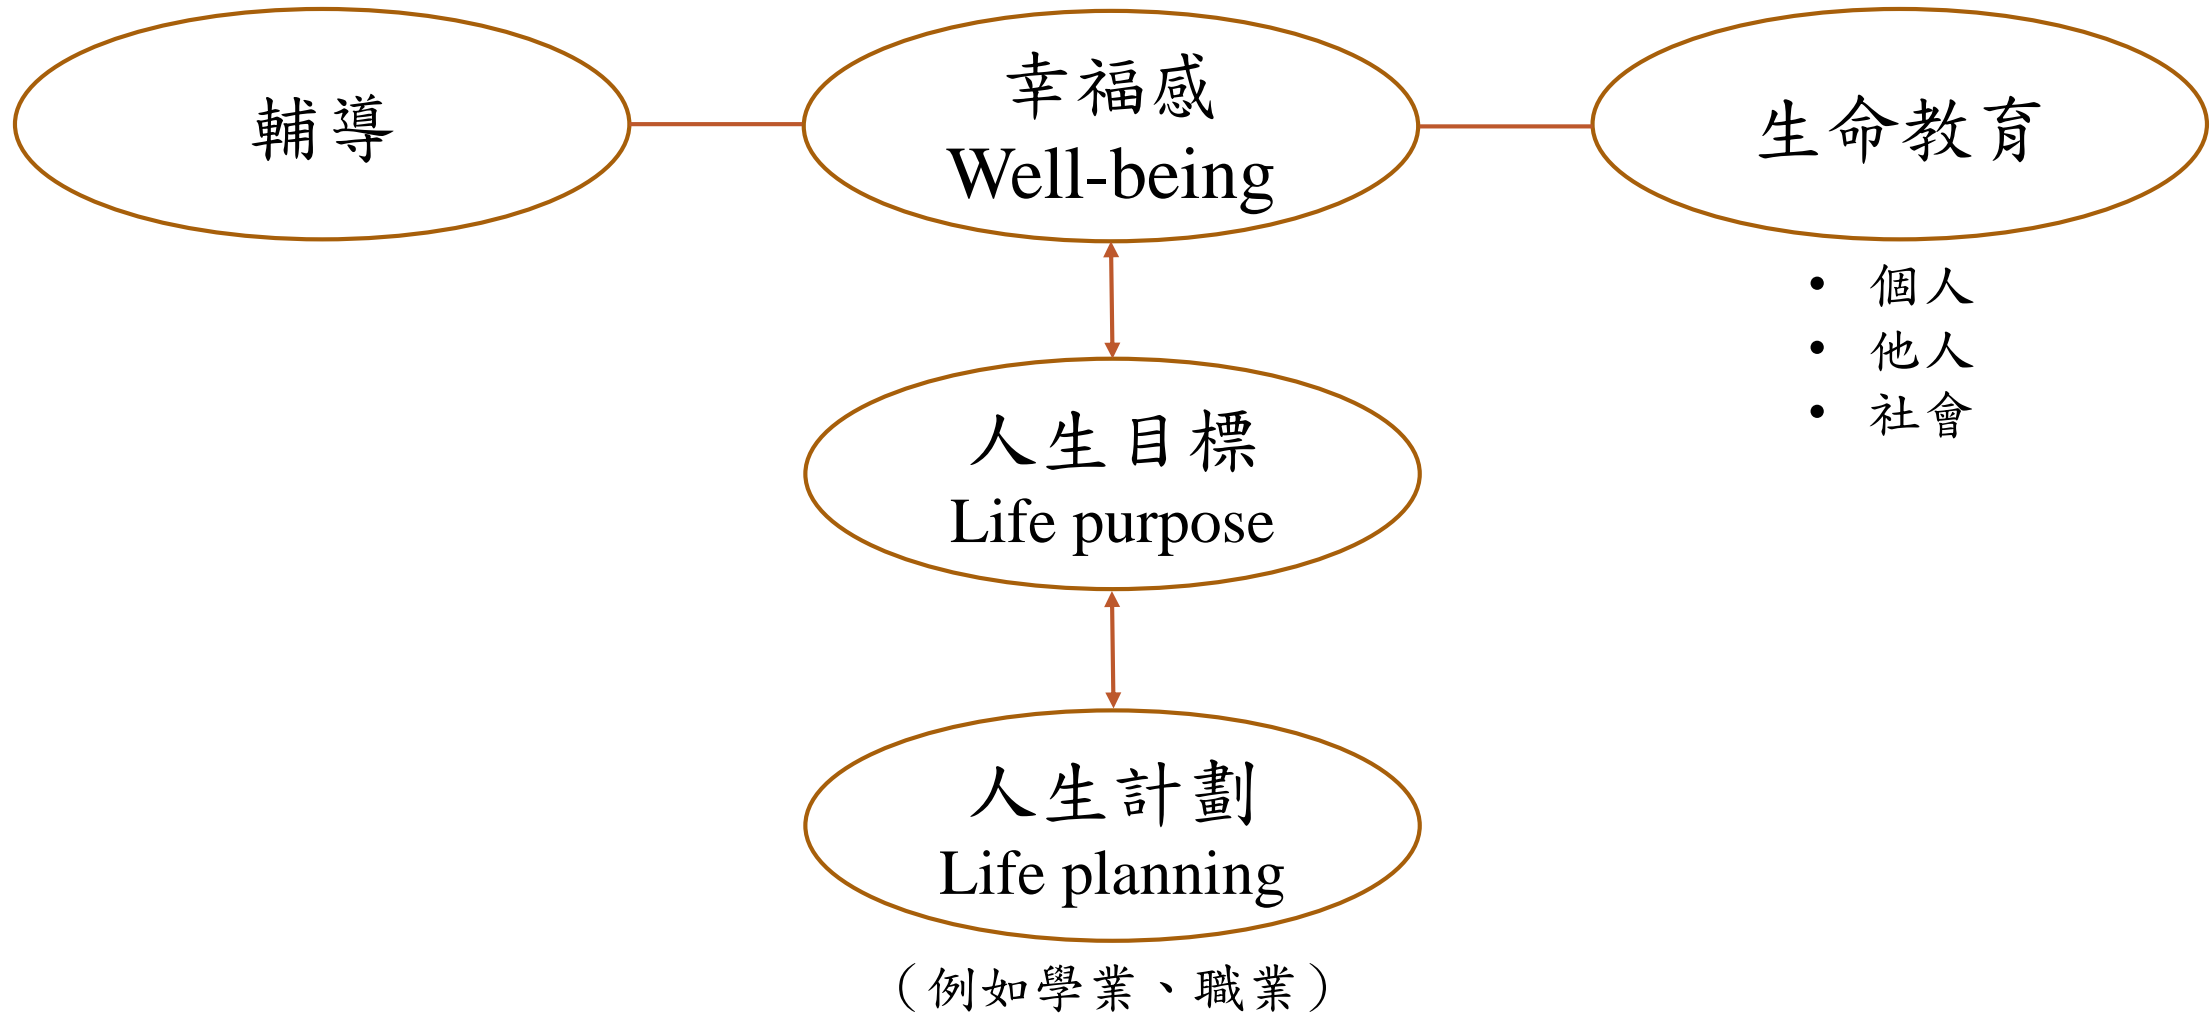 輔導
幸福感
Well-being
生命教育
• 個人
• 他人
• 社會
人生目標
Life purpose
人生計劃
Life planning
（例如學業、職業）